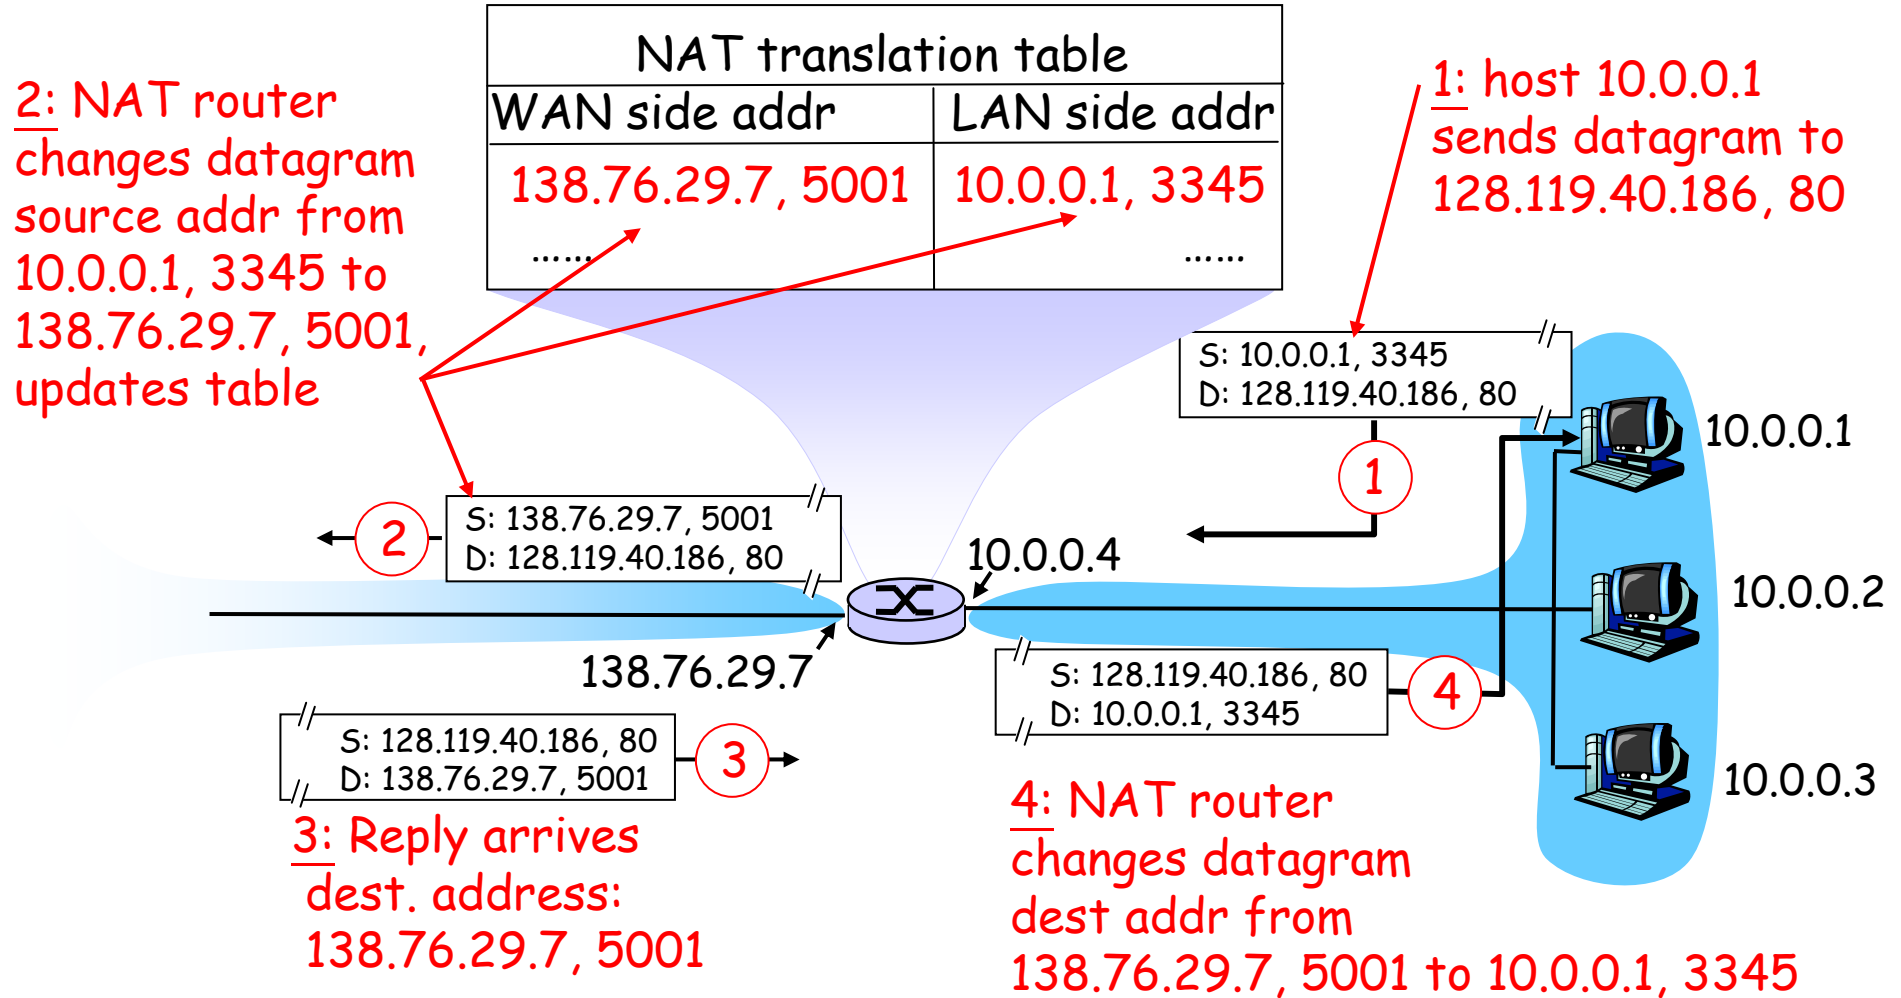 NAT translation table
WAN side addr
LAN side addr
138.76.29.7, 5001
10.0.0.1, 3345
......
......
2: NAT router
changes datagram
source addr from
10.0.0.1, 3345 to
138.76.29.7, 5001,
updates table
1: host 10.0.0.1
sends datagram to
128.119.40.186, 80
S: 10.0.0.1, 3345
D: 128.119.40.186, 80
1
10.0.0.1
S: 138.76.29.7, 5001
D: 128.119.40.186, 80
2
10.0.0.4
10.0.0.2
138.76.29.7
S: 128.119.40.186, 80
D: 10.0.0.1, 3345
4
S: 128.119.40.186, 80
D: 138.76.29.7, 5001
3
10.0.0.3
3: Reply arrives
dest. address:
138.76.29.7, 5001
4: NAT router
changes datagram
dest addr from
138.76.29.7, 5001 to 10.0.0.1, 3345